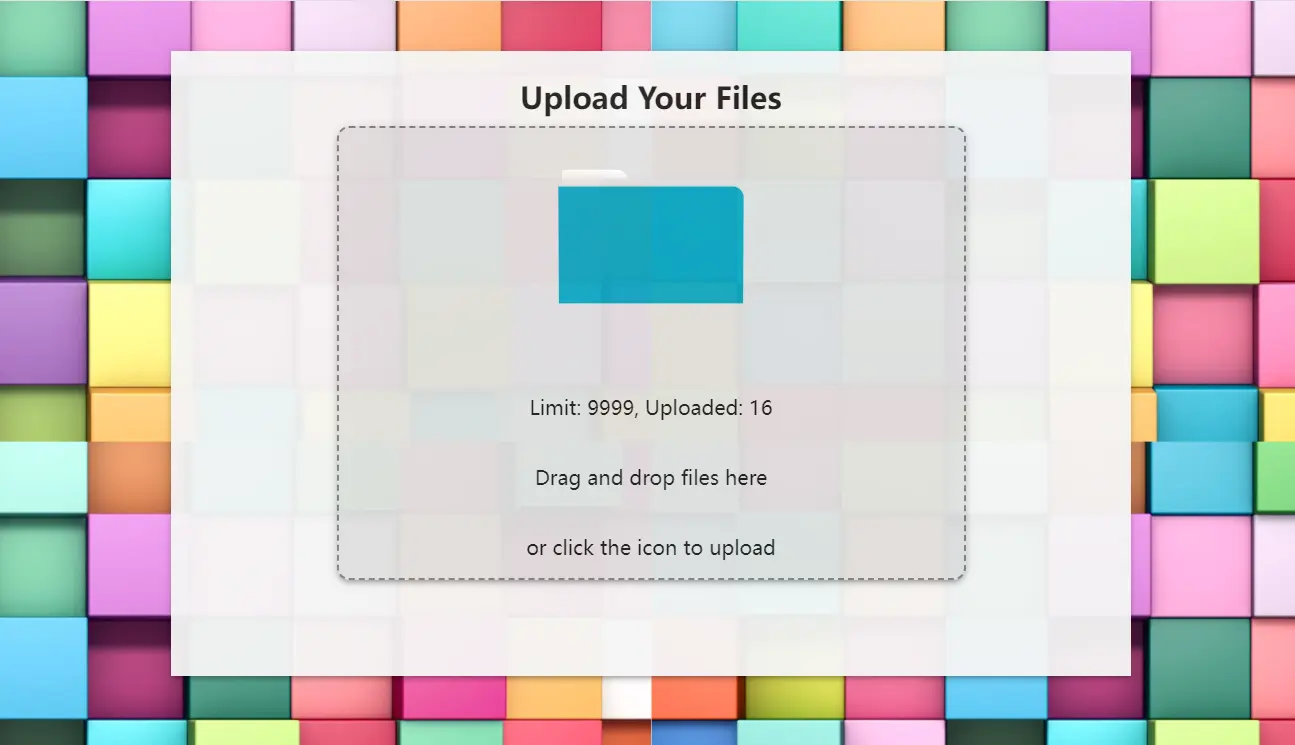 Upload Your Files
Limit: 9999, Uploaded: 16
Drag and drop files here
or click the icon to upload